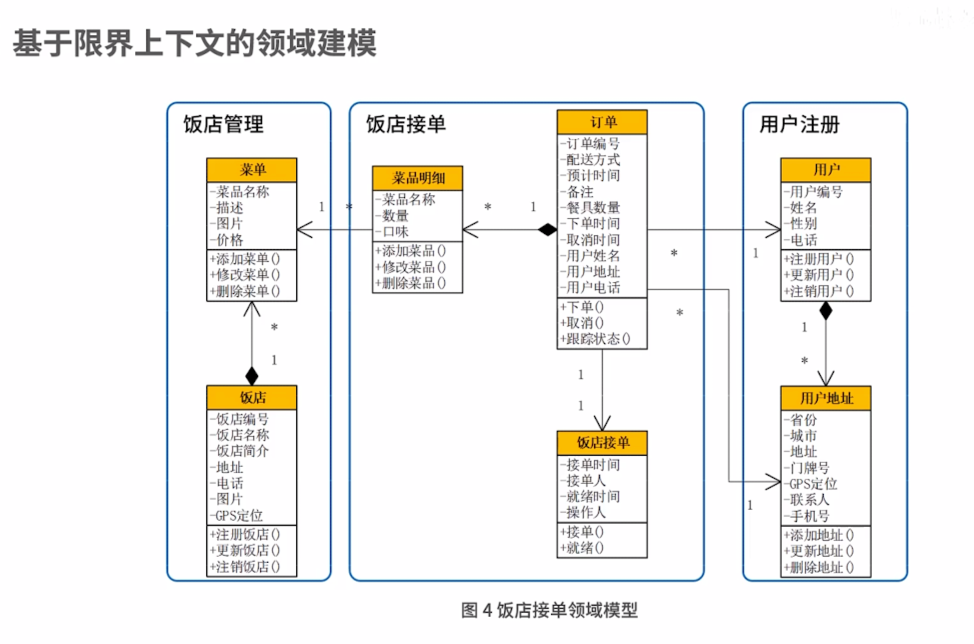 基于限界上下文的领域建模
饭店管理
菜单
-菜品名称
-描述
-图片
-价格
+添加菜单()
+修改菜单()
+删除菜单()
*
1
饭店
-饭店编号
-饭店名称
-饭店简介
-地址
-电话
-图片
-GPS定位
+注册饭店()
+更新饭店()
+注销饭店()
1
*
饭店接单
菜品明细
-菜品名称
-数量
-口味
+添加菜品()
+修改菜品()
+删除菜品()
*
1
订单
-订单编号
-配送方式
-预计时间
-备注
-餐具数量
-下单时间
-取消时间
-用户姓名
-用户地址
-用户电话
+下单()
+取消()
+跟踪状态()
1
1
饭店接单
-接单时间
-接单人
-就绪时间
-操作人
+接单()
+就绪()
*
1
*
1
用户注册
用户
-用户编号
-姓名
-性别
-电话
+注册用户()
+更新用户()
+注销用户()
1
*
用户地址
-省份
-城市
-地址
-门牌号
-GPS定位
-联系人
-手机号
+添加地址()
+更新地址()
+删除地址()
图 4 饭店接单领域模型